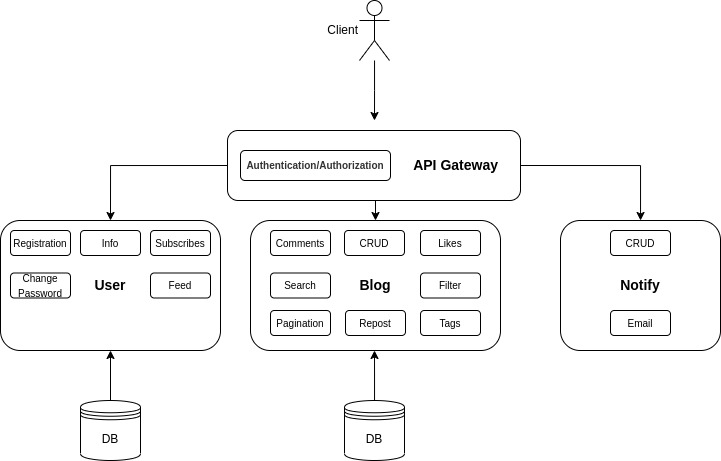 Client
Authentication/Authorization
API Gateway
Registration
Info
Subscribes
Change
Password
User
Feed
Comments
CRUD
Likes
Search
Blog
Filter
Pagination
Repost
Tags
CRUD
Notify
Email
DB
DB